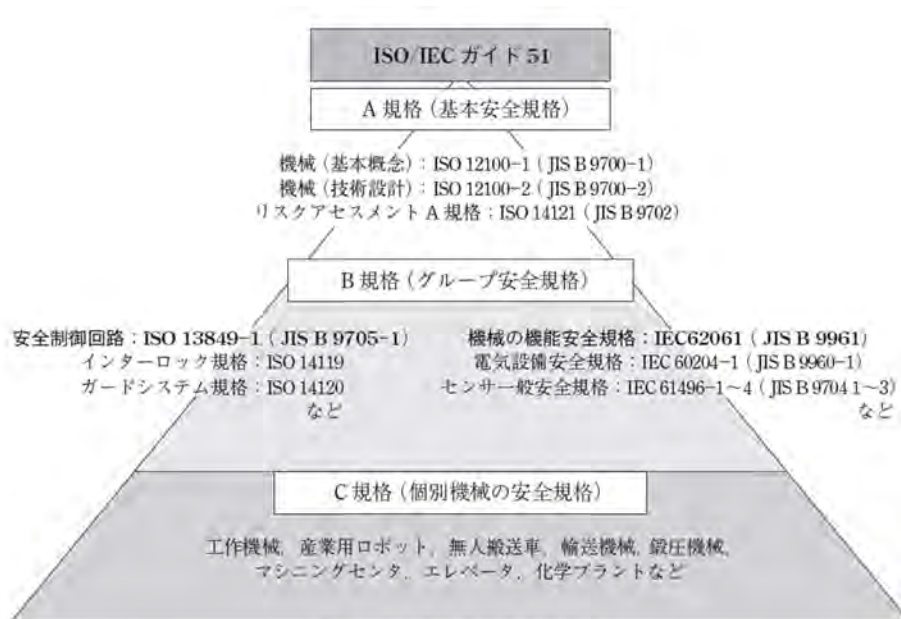 ISO/IEC ガイド 51
A 規格 (基本安全規格)
機械 (基本概念) : ISO 12100-1 ( JIS B 9700-1)
機械 (技術設計) : ISO 12100-2 ( JIS B 9700-2)
リスクアセスメント A 規格 : ISO 14121 ( JIS B 9702)
B 規格 (グループ安全規格)
安全制御回路 : ISO 13849-1 ( JIS B 9705-1)
インターロック規格 : ISO 14119
ガードシステム規格 : ISO 14120
など
機械の機能安全規格 : IEC62061 ( JIS B 9961)
電気設備安全規格 : IEC 60204-1 ( JIS B 9960-1)
センサ一般安全規格 : IEC 61496-1～4 ( JIS B 9704 1～3)
など
C 規格 (個別機械の安全規格)
工作機械, 産業用ロボット, 無人搬送車, 輸送機械, 鍛圧機械,
マシニングセンタ, エレベータ, 化学プラントなど